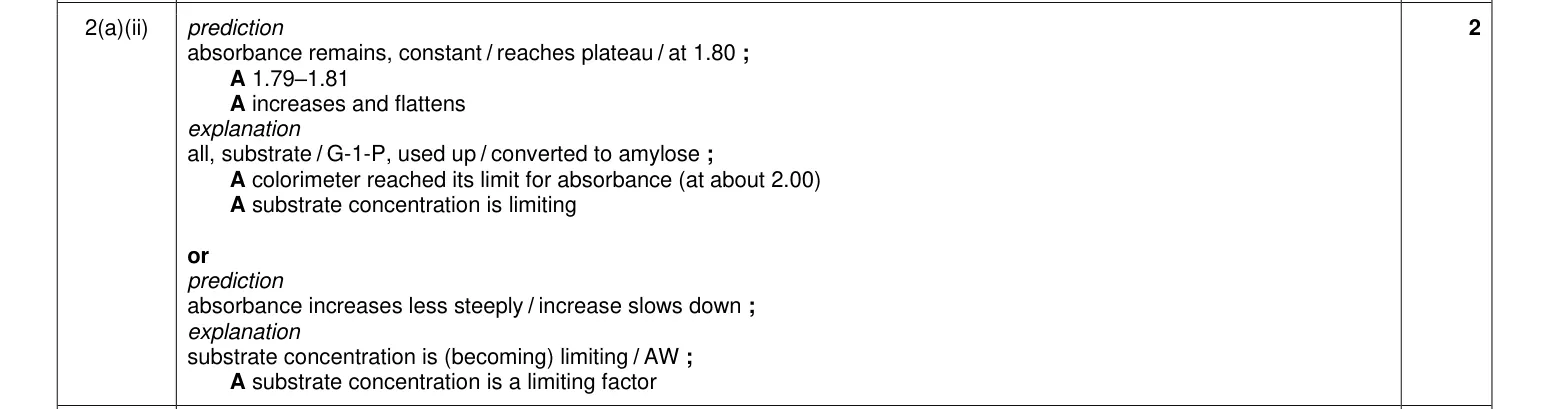 2(a)(ii)
prediction
2
absorbance remains, constant / reaches plateau / at 1.80 ;
A 1.79–1.81
A increases and flattens
explanation
all, substrate / G-1-P, used up / converted to amylose ;
A colorimeter reached its limit for absorbance (at about 2.00)
A substrate concentration is limiting
or
prediction
absorbance increases less steeply / increase slows down ;
explanation
substrate concentration is (becoming) limiting / AW ;
A substrate concentration is a limiting factor